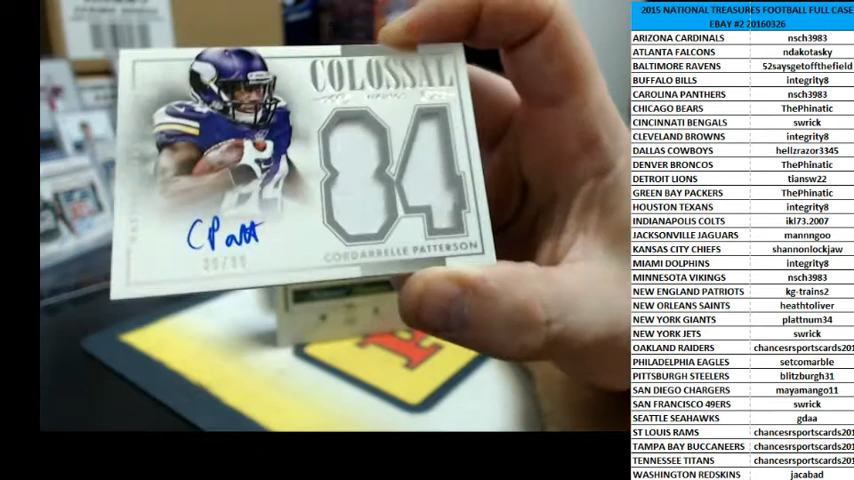 COLOSSAL
84
C Patt
CORDARRELLE PATTERSON
2015 NATIONAL TREASURES FOOTBALL FULL CASE
EBAY #2 20160326
ARIZONA CARDINALS nsch3983
ATLANTA FALCONS ndakotasky
BALTIMORE RAVENS 52saysgetoffthefield
BUFFALO BILLS integrity8
CAROLINA PANTHERS nsch3983
CHICAGO BEARS ThePhinatic
CINCINNATI BENGALS swrick
CLEVELAND BROWNS integrity8
DALLAS COWBOYS hellzrazor3345
DENVER BRONCOS ThePhinatic
DETROIT LIONS tiansw22
GREEN BAY PACKERS ThePhinatic
HOUSTON TEXANS integrity8
INDIANAPOLIS COLTS ikl73.2007
JACKSONVILLE JAGUARS mannngoo
KANSAS CITY CHIEFS shannonlockjaw
MIAMI DOLPHINS integrity8
MINNESOTA VIKINGS nsch3983
NEW ENGLAND PATRIOTS kg-trains2
NEW ORLEANS SAINTS heathtoliver
NEW YORK GIANTS plattnum34
NEW YORK JETS swrick
OAKLAND RAIDERS chancesrsportscards201
PHILADELPHIA EAGLES setcomarble
PITTSBURGH STEELERS blitzburgh31
SAN DIEGO CHARGERS mayamango11
SAN FRANCISCO 49ERS swrick
SEATTLE SEAHAWKS gdaa
ST LOUIS RAMS chancesrsportscards201
TAMPA BAY BUCCANEERS chancesrsportscards201
TENNESSEE TITANS chancesrsportscards201
WASHINGTON REDSKINS jacabad